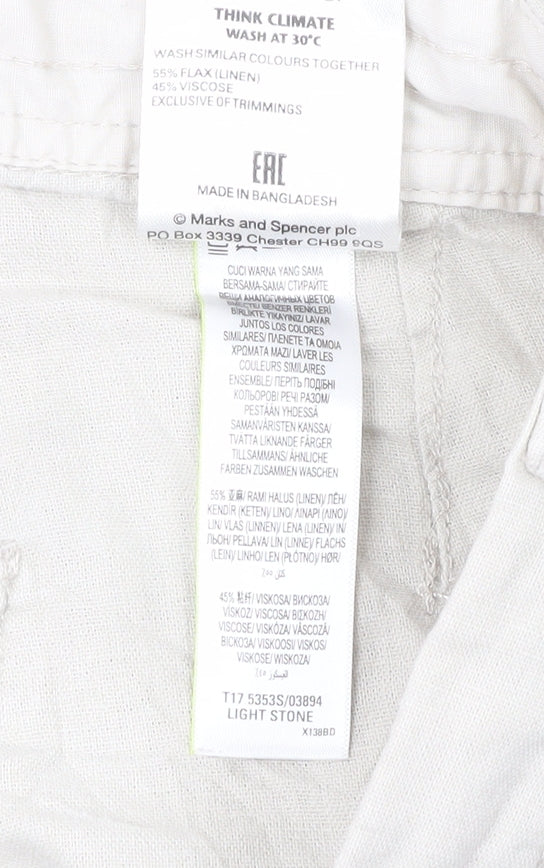 THINK CLIMATE
WASH AT 30°C
WASH SIMILAR COLOURS TOGETHER
55% FLAX (LINEN)
45% VISCOSE
EXCLUSIVE OF TRIMMINGS
EAC
MADE IN BANGLADESH
© Marks and Spencer plc
PO Box 3339 Chester CH99 9QS
CUCI WARNA YANG SAMA
BERSAMA-SAMA/ СТИРАЙТЕ
ВЕЩИ АНАЛОГИЧНЫХ ЦВЕТОВ
ВМЕСТЕ/ BENZER RENKLERİ
BİRLİKTE YIKAYINIZ/ LAVAR
JUNTOS LOS COLORES
SIMILARES/ ΠΛΕΝΕΤΕ ΤΑ ΟΜΟΙΑ
ΧΡΩΜΑΤΑ ΜΑΖΙ/ LAVER LES
COULEURS SIMILAIRES
ENSEMBLE/ ПЕРІТЬ ПОДІБНІ
КОЛЬОРОВІ РЕЧІ РАЗОМ/
PESTÄÄN YHDESSÄ
SAMANVÄRISTEN KANSSA/
TVÄTTA LIKNANDE FÄRGER
TILLSAMMANS/ ÄHNLICHE
FARBEN ZUSAMMEN WASCHEN
55% 亚麻/ RAMI HALUS (LINEN)/ ЛЁН/
KENDİR (KETEN)/ LINO/ ΛΙΝΑΡΙ (ΛΙΝΟ)/
LIN/ VLAS (LINNEN)/ LENA (LINEN)/ IN/
ЛЬОН/ PELLAVA/ LIN (LINNE)/ FLACHS
(LEIN)/ LINHO/ LEN (PŁÓTNO)/ HØR/
٥٥٪ كتان
45% 粘纤/ VISKOSA/ ВИСКОЗА/
VISKOZ/ VISCOSA/ ΒΙΣΚΟΖΗ/
VISCOSE/ VISKÓZA/ VÂSCOZÄ/
ВІСКОЗА/ VISKOOSI/ VISKOS/
VISKOSE/ WISKOZA/
٤٥٪ الفيسكوز
T17 5353S/03894
LIGHT STONE
X138BD